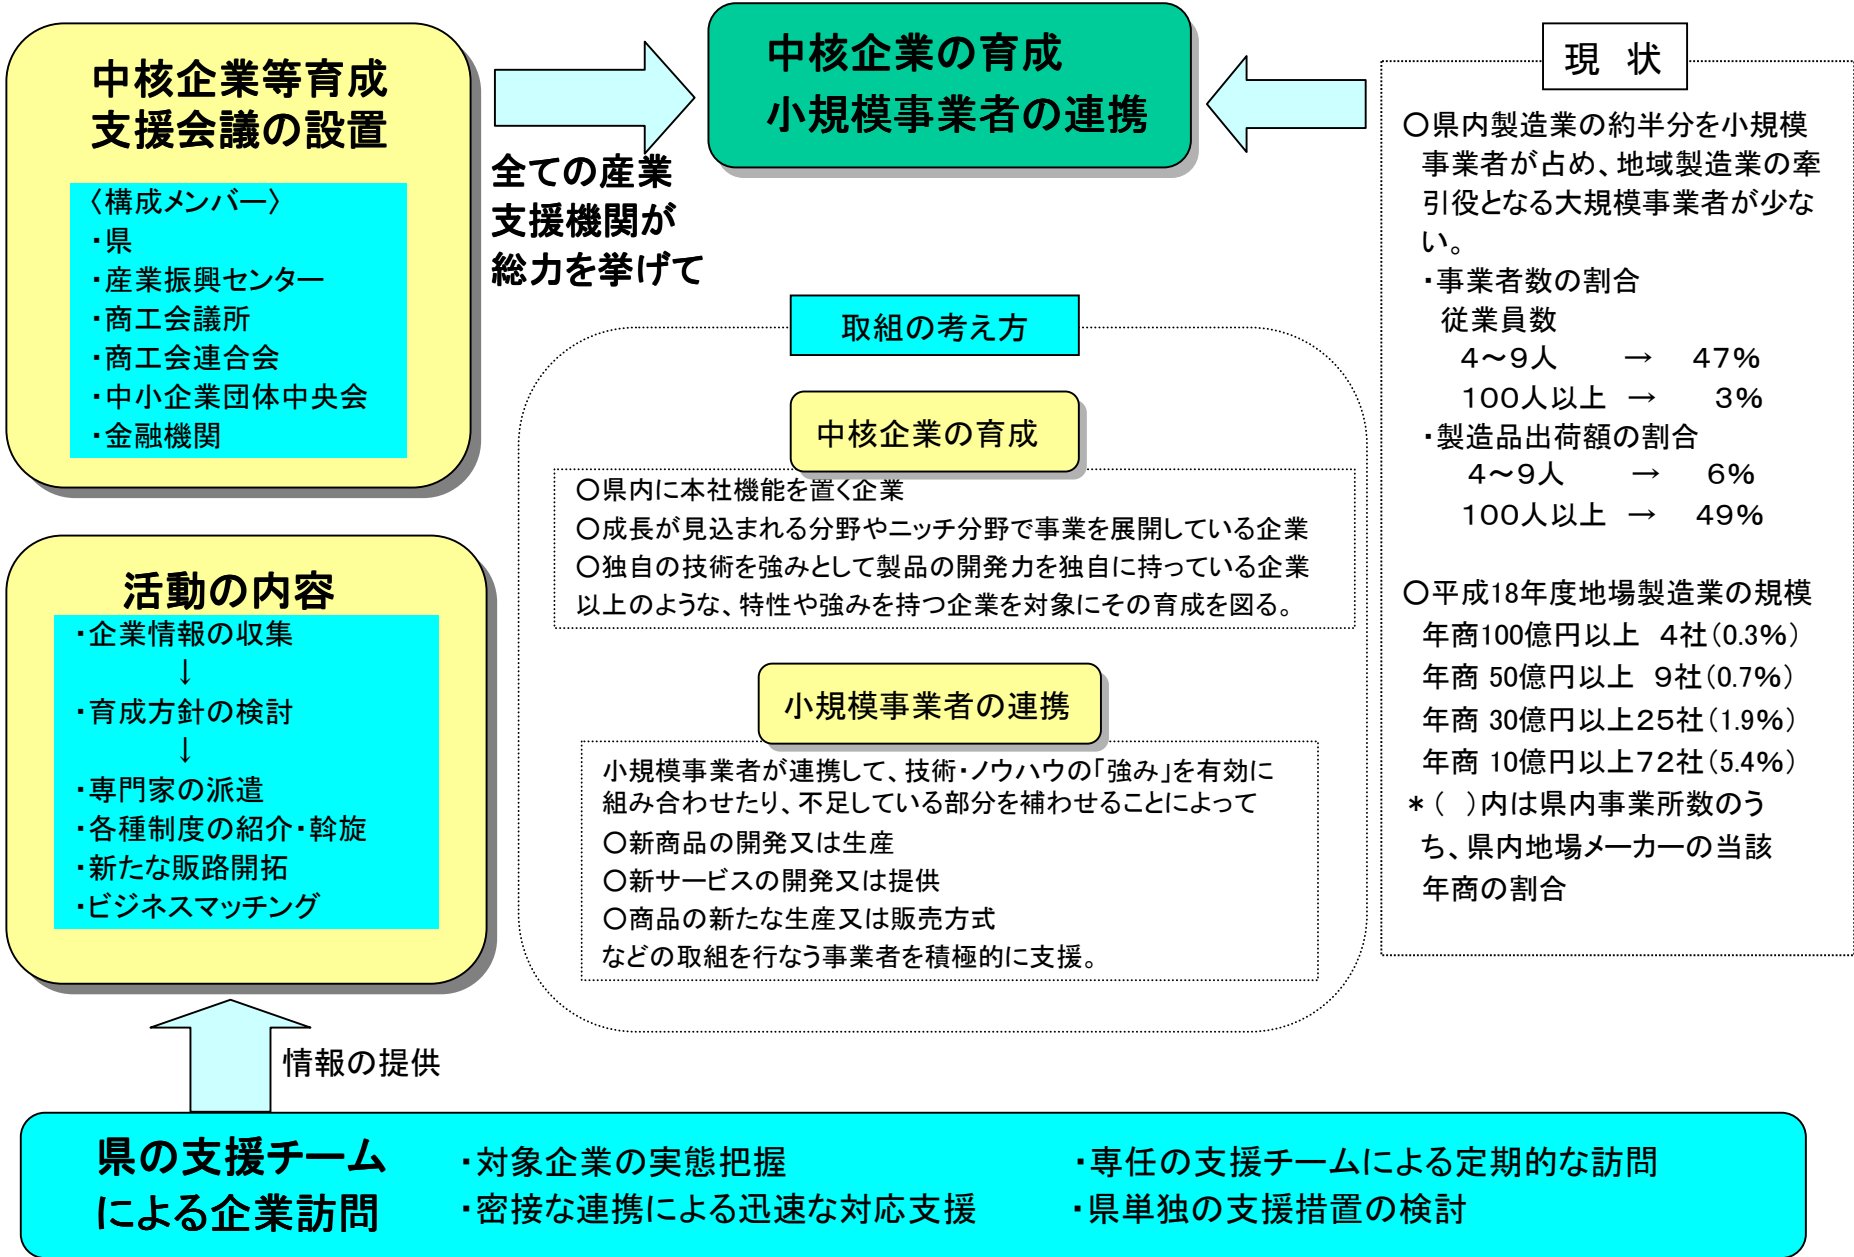 中核企業等育成
支援会議の設置
〈構成メンバー〉
・県
・産業振興センター
・商工会議所
・商工会連合会
・中小企業団体中央会
・金融機関
全ての産業
支援機関が
総力を挙げて
中核企業の育成
小規模事業者の連携
現　状
○県内製造業の約半分を小規模
事業者が占め、地域製造業の牽
引役となる大規模事業者が少な
い。
・事業者数の割合
従業員数
4～9人　→　47%
100人以上　→　3%
・製造品出荷額の割合
4～9人　→　6%
100人以上　→　49%
○平成18年度地場製造業の規模
年商100億円以上　4社(0.3%)
年商 50億円以上　9社(0.7%)
年商 30億円以上25社(1.9%)
年商 10億円以上72社(5.4%)
*(　)内は県内事業所数のう
ち、県内地場メーカーの当該
年商の割合
取組の考え方
中核企業の育成
○県内に本社機能を置く企業
○成長が見込まれる分野やニッチ分野で事業を展開している企業
○独自の技術を強みとして製品の開発力を独自に持っている企業
以上のような、特性や強みを持つ企業を対象にその育成を図る。
小規模事業者の連携
小規模事業者が連携して、技術・ノウハウの「強み」を有効に
組み合わせたり、不足している部分を補わせることによって
○新商品の開発又は生産
○新サービスの開発又は提供
○商品の新たな生産又は販売方式
などの取組を行なう事業者を積極的に支援。
活動の内容
・企業情報の収集
↓
・育成方針の検討
↓
・専門家の派遣
・各種制度の紹介・斡旋
・新たな販路開拓
・ビジネスマッチング
情報の提供
県の支援チーム
による企業訪問
・対象企業の実態把握
・密接な連携による迅速な対応支援
・専任の支援チームによる定期的な訪問
・県単独の支援措置の検討